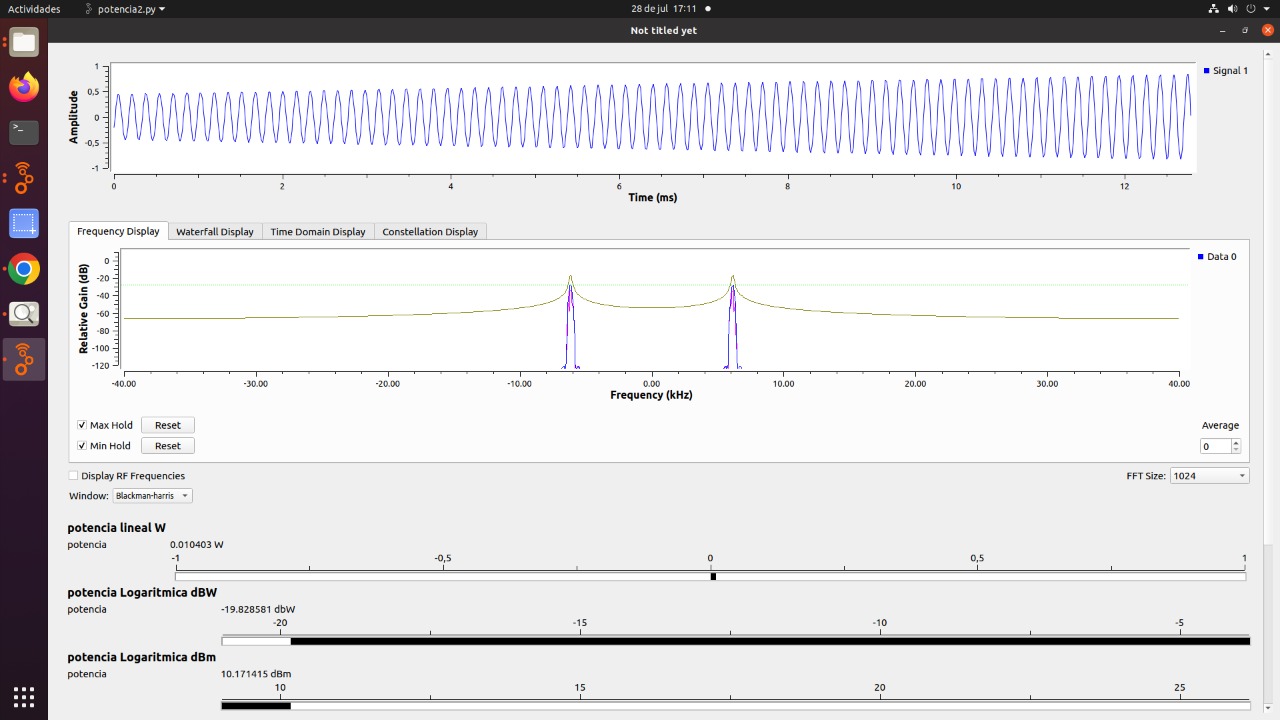 Actividades potencia2.py 28 de jul 17:11
Not titled yet
1
0,5
0
-0,5
-1
Amplitude
Signal 1
0 2 4 6 8 10 12
Time (ms)
Frequency Display Waterfall Display Time Domain Display Constellation Display
0
-20
-40
-60
-80
-100
-120
Relative Gain (dB)
Data 0
-40.00 -30.00 -20.00 -10.00 0.00 10.00 20.00 30.00 40.00
Frequency (kHz)
Max Hold Reset Average
Min Hold Reset 0
Display RF Frequencies FFT Size: 1024
Window: Blackman-harris
potencia lineal W
potencia 0.010403 W
-1 -0,5 0 0,5 1
potencia Logaritmica dBW
potencia -19.828581 dbW
-20 -15 -10 -5
potencia Logaritmica dBm
potencia 10.171415 dBm
10 15 20 25